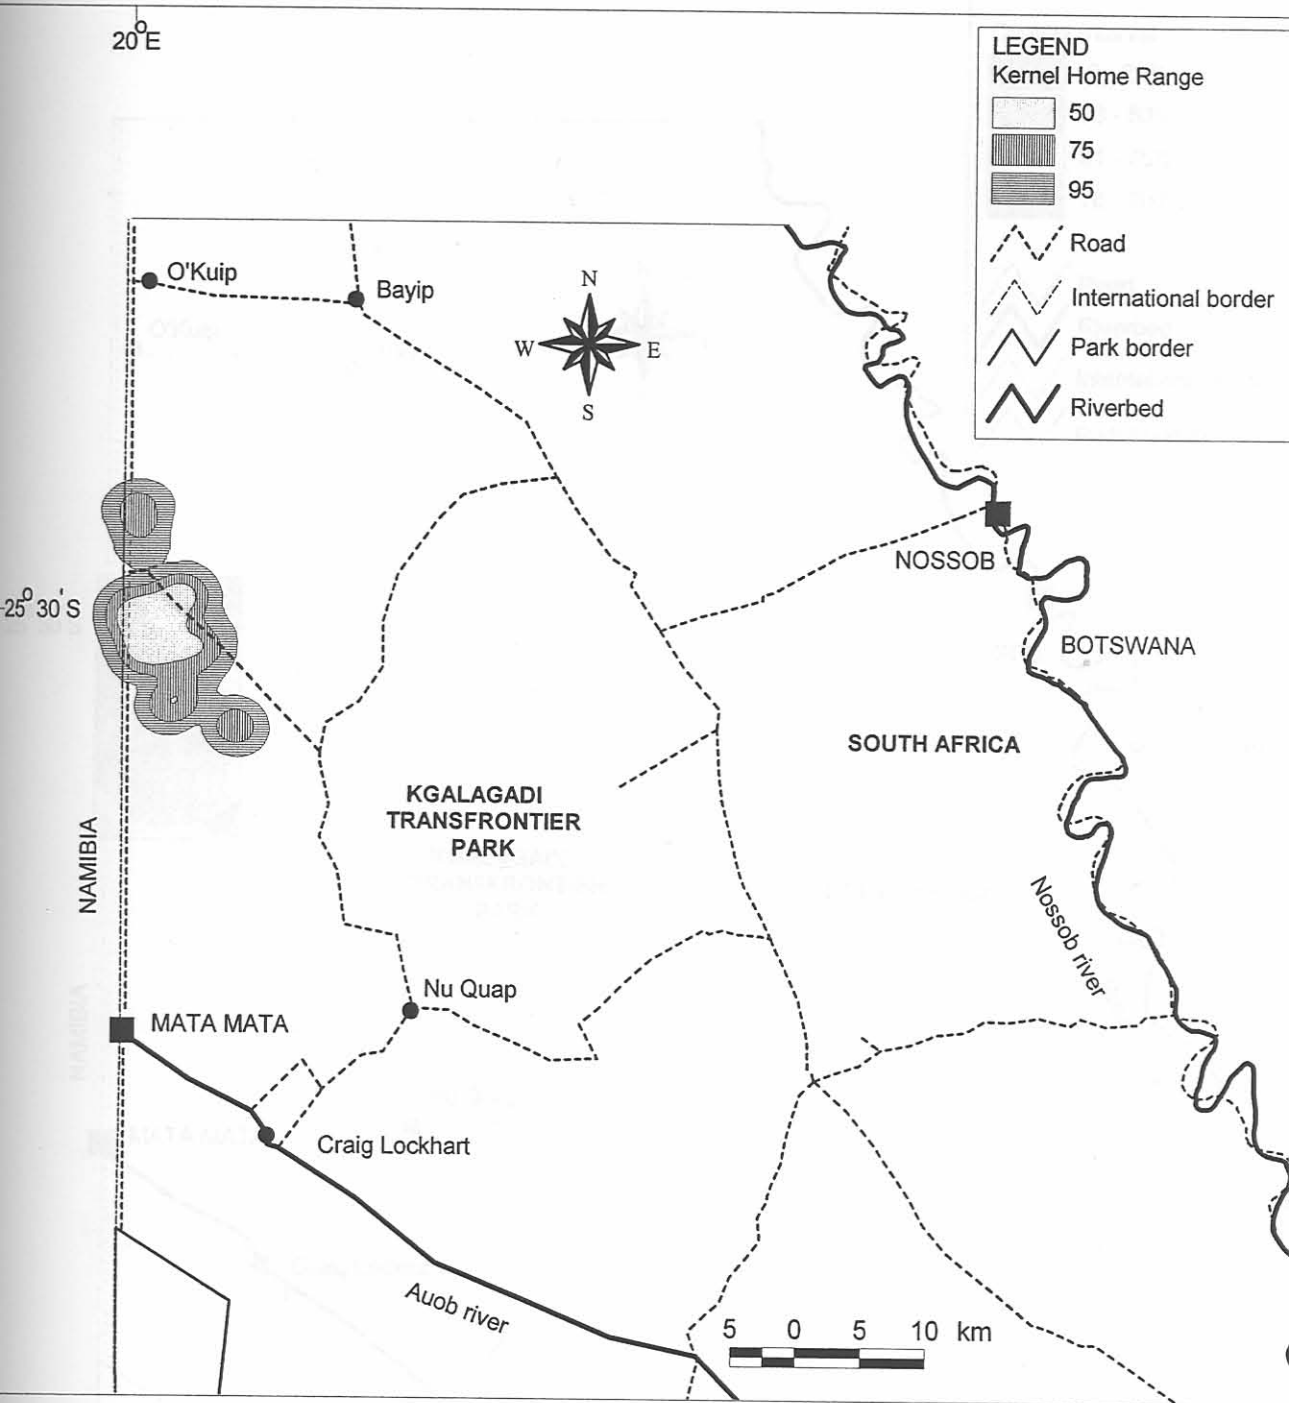 20°E
LEGEND
Kernel Home Range
50
75
95
Road
International border
Park border
Riverbed
O'Kuip
Bayip
N
W E
S
NOSSOB
25° 30' S
BOTSWANA
SOUTH AFRICA
KGALAGADI
TRANSFRONTIER
PARK
NAMIBIA
Nossob river
Nu Quap
MATA MATA
Craig Lockhart
Auob river
5 0 5 10 km